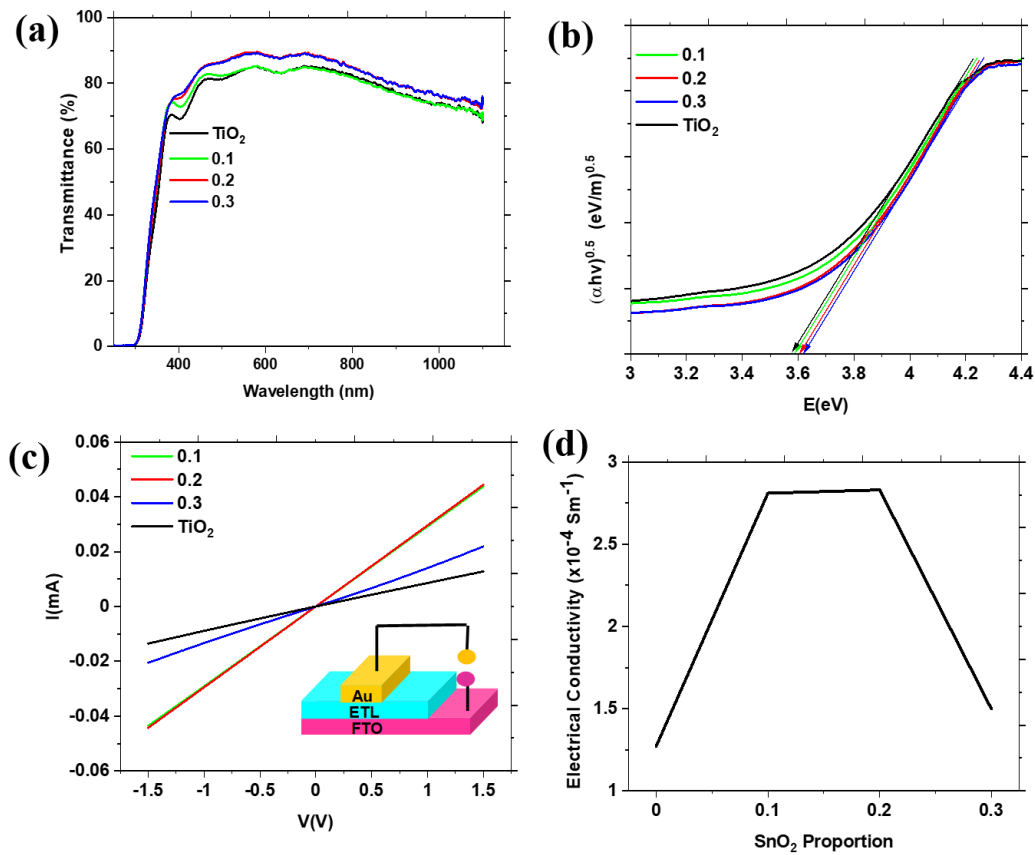 (a)
100
80
60
40
20
0
Transmittance (%)
TiO₂
0.1
0.2
0.3
400
600
800
1000
Wavelength (nm)
(b)
0.1
0.2
0.3
TiO₂
(αhν)^0.5 (eV/m)^0.5
3
3.2
3.4
3.6
3.8
4
4.2
4.4
E(eV)
(c)
0.06
0.04
0.02
0
-0.02
-0.04
-0.06
I(mA)
0.1
0.2
0.3
TiO₂
Au
ETL
FTO
-1.5
-1
-0.5
0
0.5
1
1.5
V(V)
(d)
3
2.5
2
1.5
1
Electrical Conductivity (x10⁻⁴ Sm⁻¹)
0
0.1
0.2
0.3
SnO₂ Proportion